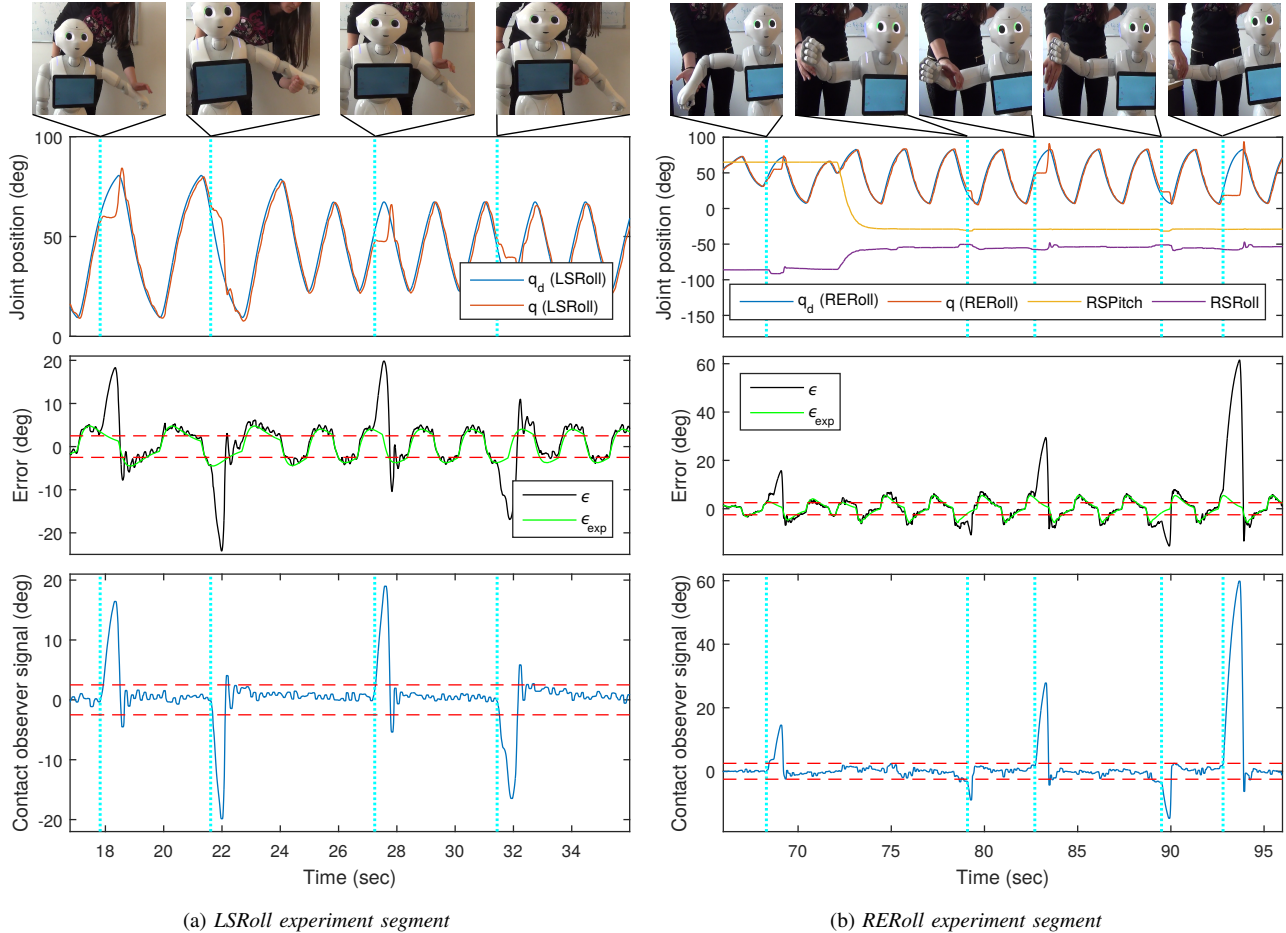 Joint position (deg)
100
50
0
q_d (LSRoll)
q (LSRoll)
Error (deg)
20
10
0
-10
-20
ϵ
ϵ_exp
Contact observer signal (deg)
20
10
0
-10
-20
18 20 22 24 26 28 30 32 34
Time (sec)
(a) LSRoll experiment segment
Joint position (deg)
100
50
0
-50
-100
-150
q_d (RERoll) q (RERoll) RSPitch RSRoll
Error (deg)
60
40
20
0
ϵ
ϵ_exp
Contact observer signal (deg)
60
40
20
0
70 75 80 85 90 95
Time (sec)
(b) RERoll experiment segment